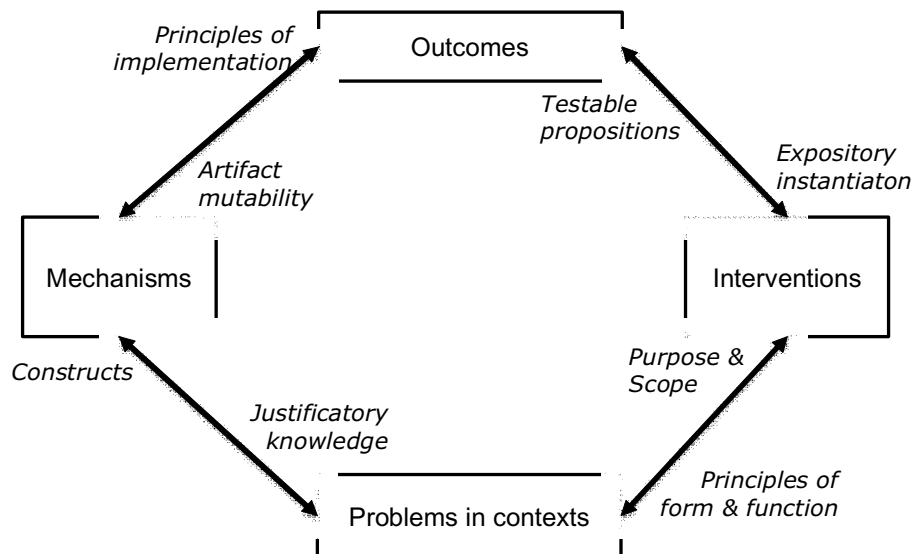 Principles of
implementation
Outcomes
Testable
propositions
Expository
instantiaton
Artifact
mutability
Mechanisms
Interventions
Constructs
Purpose &
Scope
Justificatory
knowledge
Problems in contexts
Principles of
form & function